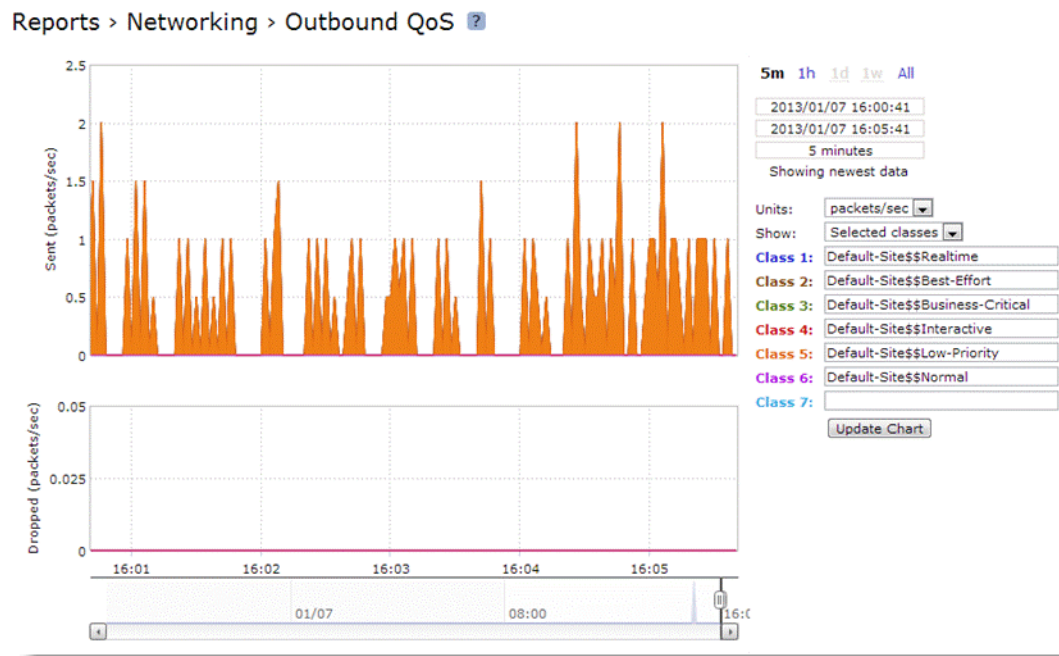 Reports › Networking › Outbound QoS ?
2.5
2
1.5
1
0.5
0
Sent (packets/sec)
0.05
0.025
0
Dropped (packets/sec)
16:01 16:02 16:03 16:04 16:05
01/07 08:00 16:0
5m 1h 1d 1w All
2013/01/07 16:00:41
2013/01/07 16:05:41
5 minutes
Showing newest data
Units: packets/sec
Show: Selected classes
Class 1: Default-Site$$Realtime
Class 2: Default-Site$$Best-Effort
Class 3: Default-Site$$Business-Critical
Class 4: Default-Site$$Interactive
Class 5: Default-Site$$Low-Priority
Class 6: Default-Site$$Normal
Class 7:
Update Chart